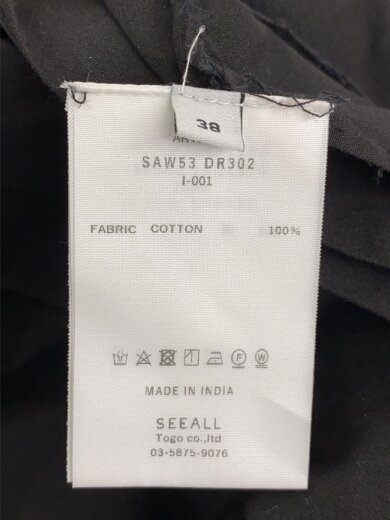 38
SAW53 DR302
I-001
FABRIC COTTON 100%
MADE IN INDIA
SEEALL
Togo co.,ltd
03-5875-9076